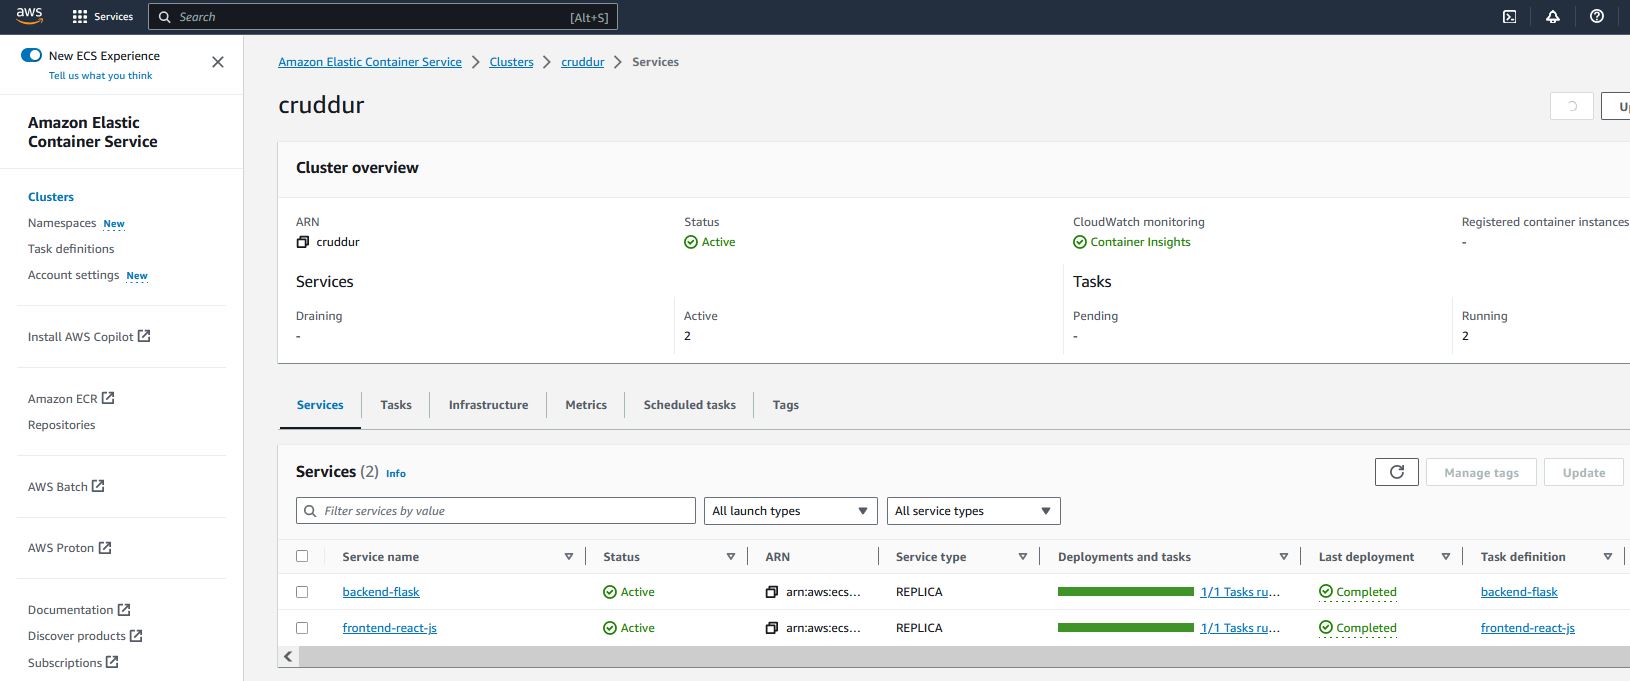 aws Services Search [Alt+S]
New ECS Experience
Tell us what you think
Amazon Elastic
Container Service
Clusters
Namespaces New
Task definitions
Account settings New
Install AWS Copilot
Amazon ECR
Repositories
AWS Batch
AWS Proton
Documentation
Discover products
Subscriptions
Amazon Elastic Container Service Clusters cruddur Services
cruddur
Cluster overview
ARN Status CloudWatch monitoring Registered container instances
cruddur Active Container Insights -
Services Tasks
Draining Active Pending Running
- 2 - 2
Services Tasks Infrastructure Metrics Scheduled tasks Tags
Services (2) Info Manage tags Update
Filter services by value All launch types All service types
Service name Status ARN Service type Deployments and tasks Last deployment Task definition
backend-flask Active arn:aws:ecs... REPLICA 1/1 Tasks ru... Completed backend-flask
frontend-react-js Active arn:aws:ecs... REPLICA 1/1 Tasks ru... Completed frontend-react-js